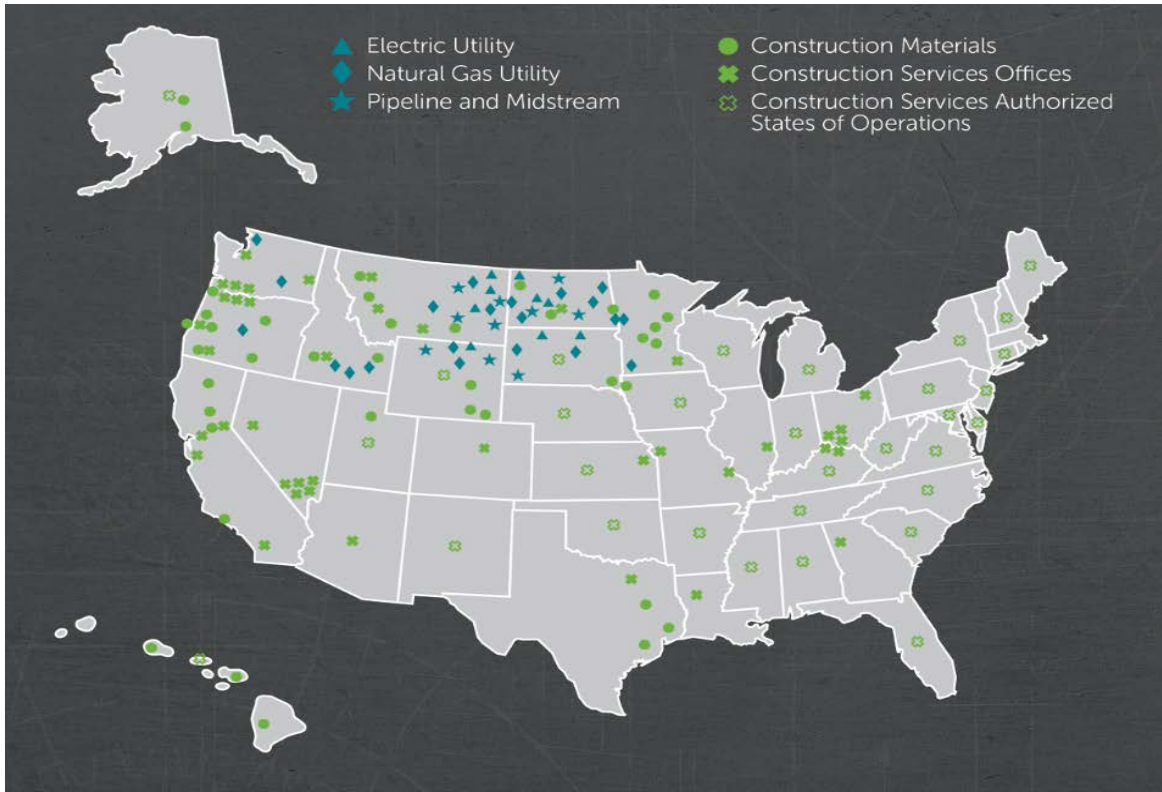 Electric Utility
Natural Gas Utility
Pipeline and Midstream
Construction Materials
Construction Services Offices
Construction Services Authorized
States of Operations